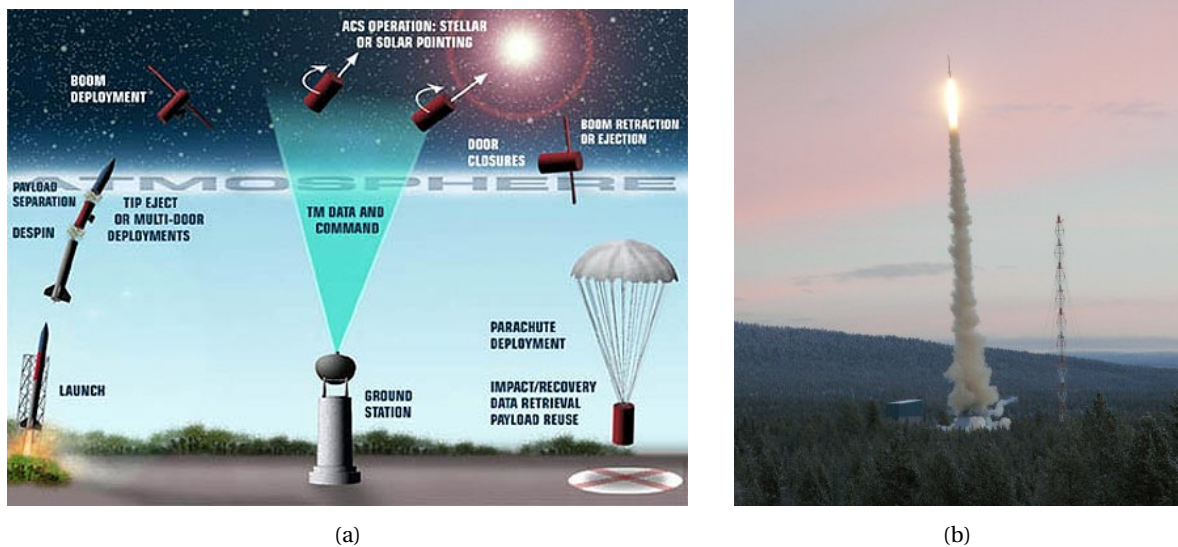 ACS OPERATION: STELLAR
OR SOLAR POINTING
BOOM
DEPLOYMENT
BOOM RETRACTION
OR EJECTION
DOOR
CLOSURES
ATMOSPHERE
PAYLOAD
SEPARATION
TIP EJECT
OR MULTI-DOOR
DEPLOYMENTS
DESPIN
TM DATA AND
COMMAND
PARACHUTE
DEPLOYMENT
LAUNCH
GROUND
STATION
IMPACT/RECOVERY
DATA RETRIEVAL
PAYLOAD REUSE
(a)
(b)